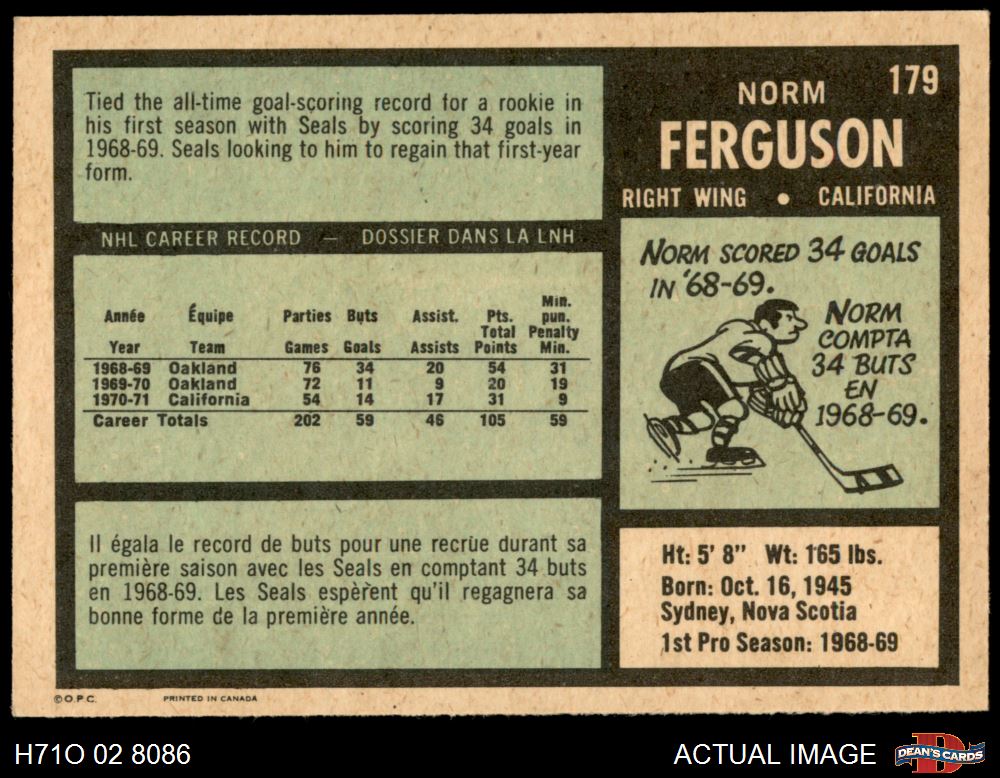 Tied the all-time goal-scoring record for a rookie in
his first season with Seals by scoring 34 goals in
1968-69. Seals looking to him to regain that first-year
form.
NHL CAREER RECORD — DOSSIER DANS LA LNH
Année Équipe Parties Buts Assist. Pts. Total Min. pun. Penalty
Year Team Games Goals Assists Points Min.
1968-69 Oakland 76 34 20 54 31
1969-70 Oakland 72 11 9 20 19
1970-71 California 54 14 17 31 9
Career Totals 202 59 46 105 59
Il égala le record de buts pour une recrüe durant sa
première saison avec les Seals en comptant 34 buts
en 1968-69. Les Seals espèrent qu'il regagnera sa
bonne forme de la première année.
179
NORM
FERGUSON
RIGHT WING • CALIFORNIA
NORM SCORED 34 GOALS
IN '68-69.
NORM
COMPTA
34 BUTS
EN
1968-69.
Ht: 5' 8" Wt: 165 lbs.
Born: Oct. 16, 1945
Sydney, Nova Scotia
1st Pro Season: 1968-69
©O.P.C. PRINTED IN CANADA
H71O 02 8086 ACTUAL IMAGE DEAN'S CARDS